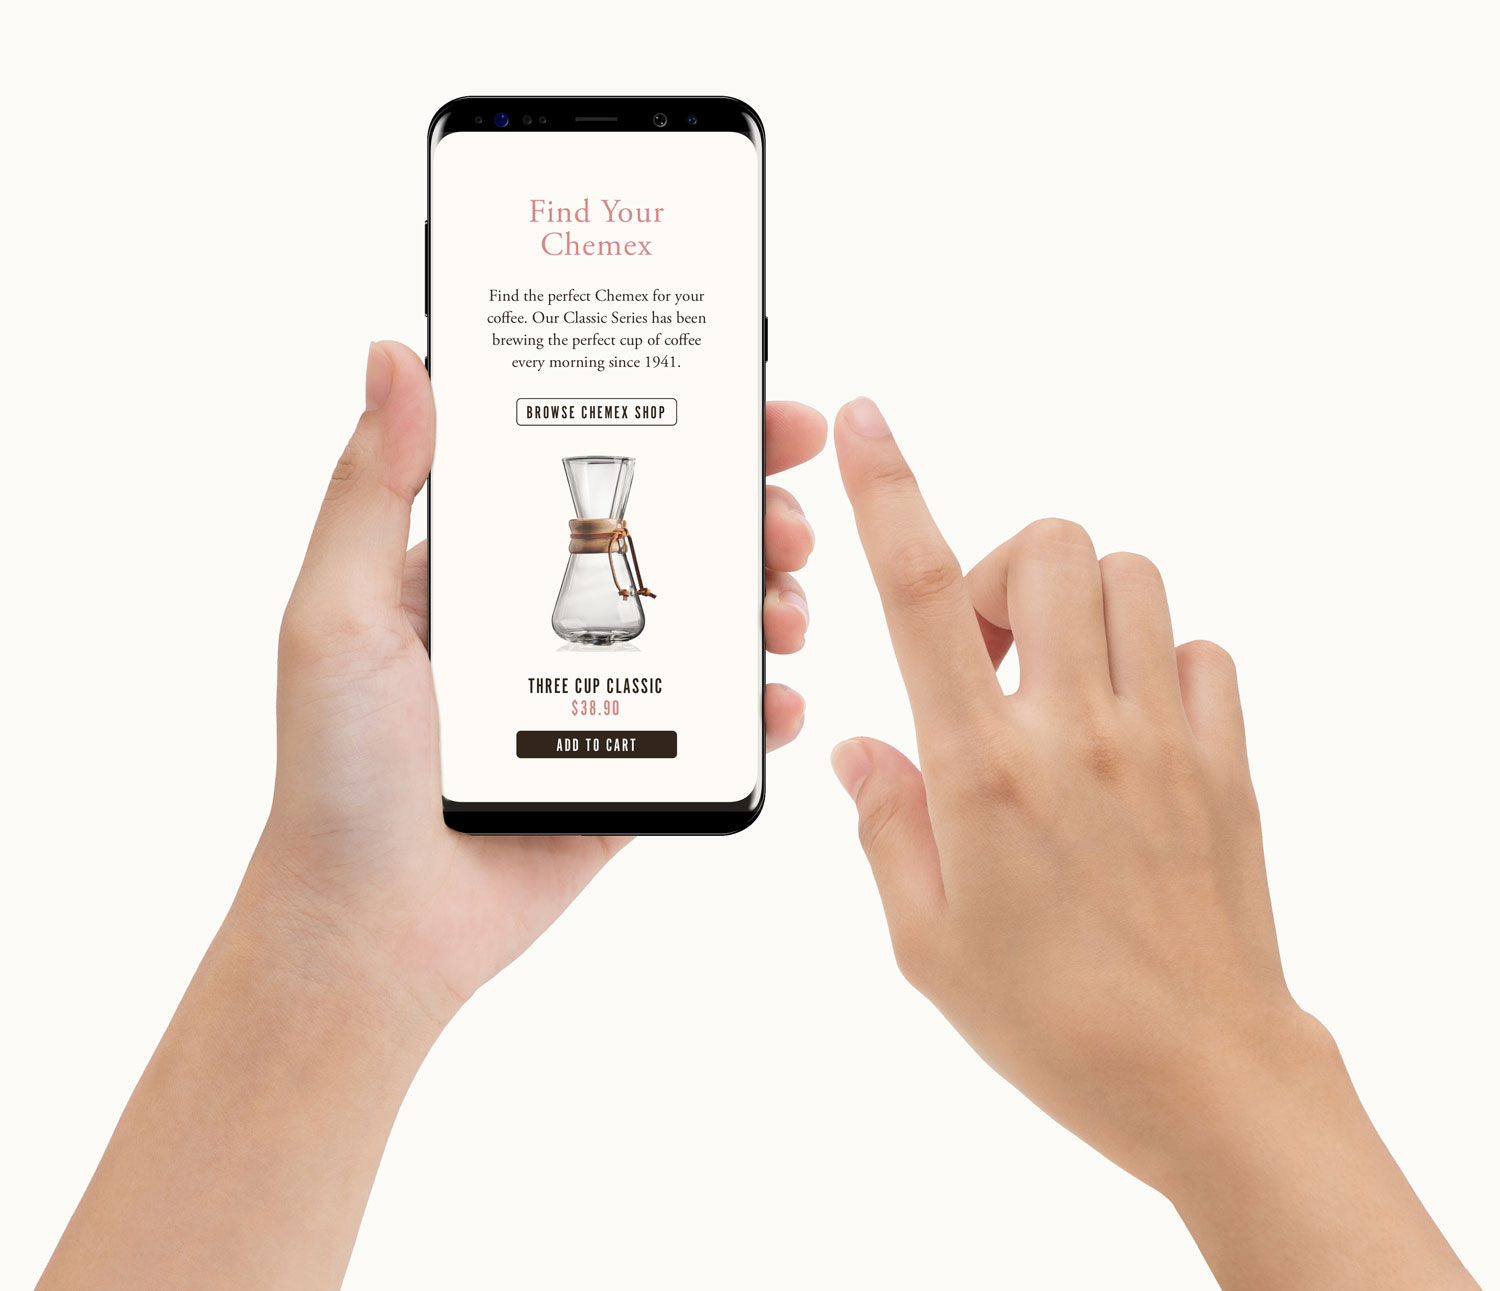 Find Your
Chemex
Find the perfect Chemex for your
coffee. Our Classic Series has been
brewing the perfect cup of coffee
every morning since 1941.
BROWSE CHEMEX SHOP
THREE CUP CLASSIC
$38.90
ADD TO CART